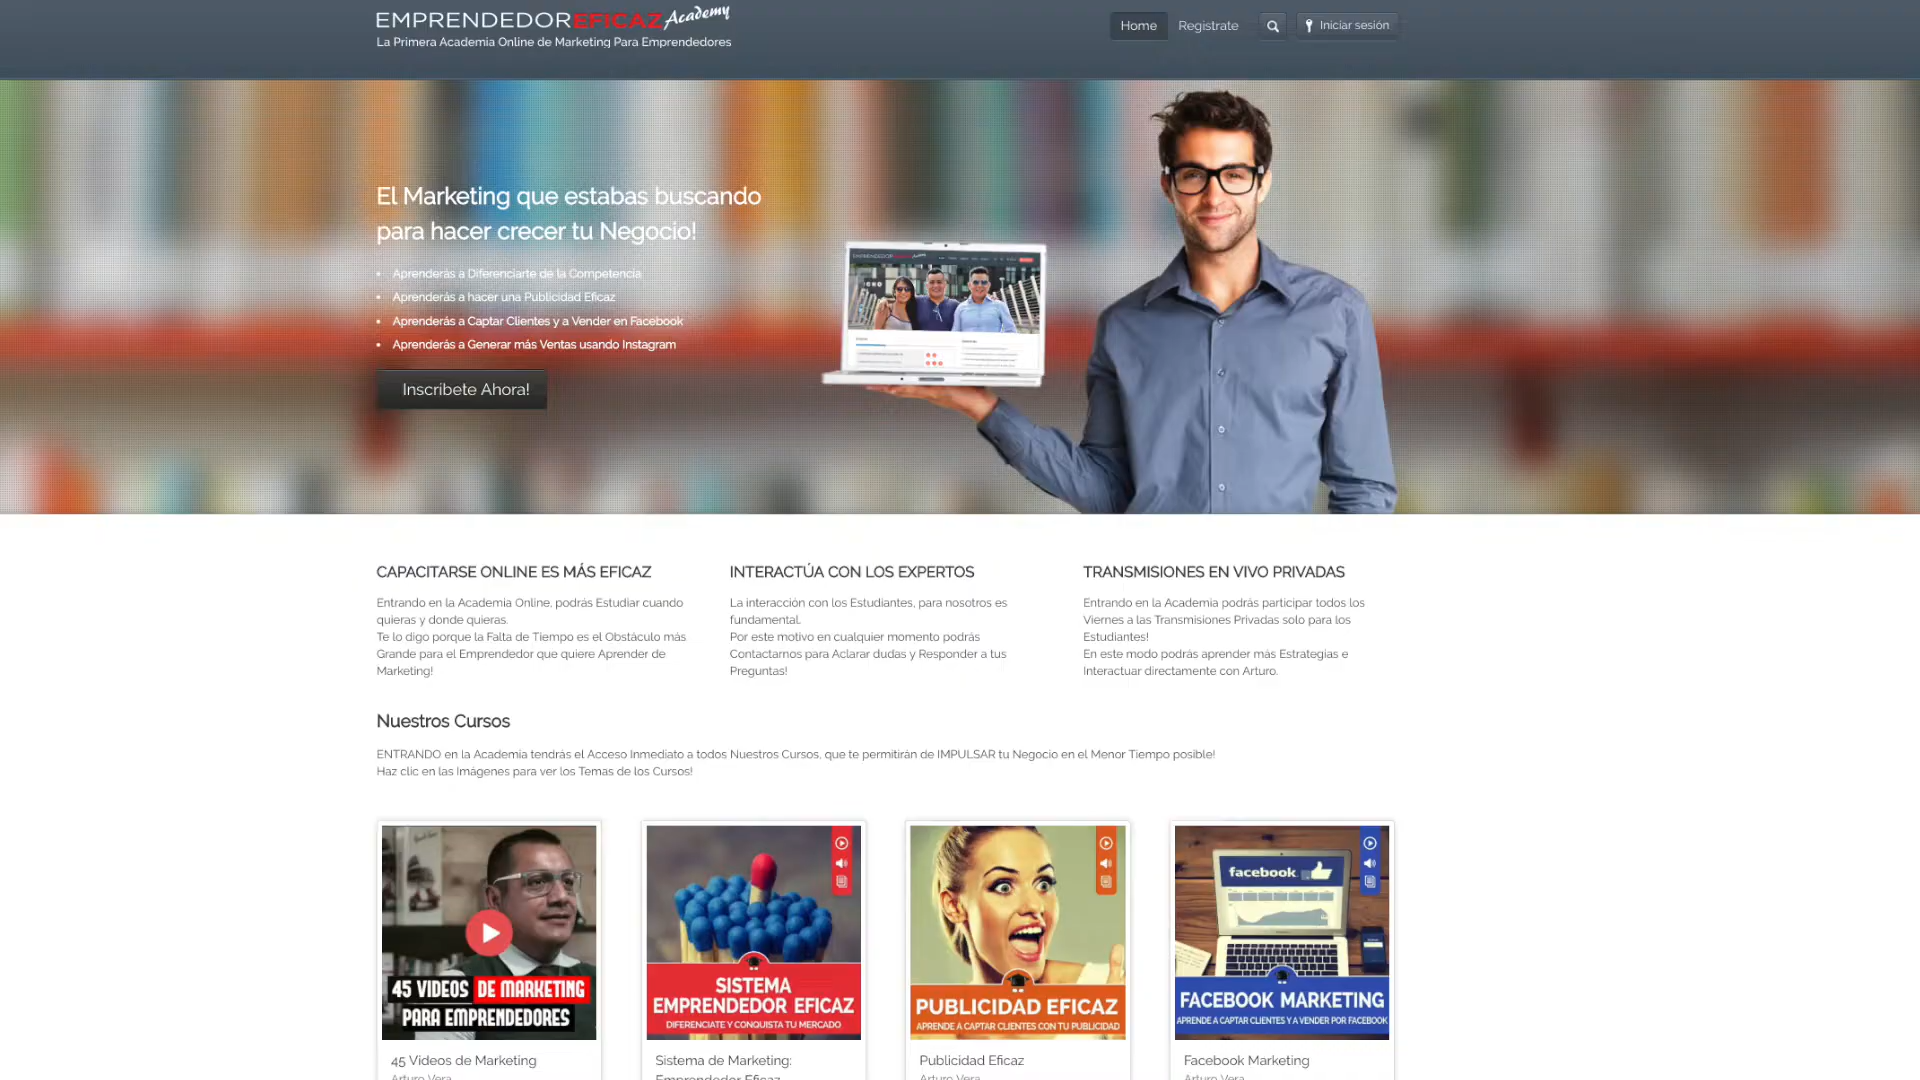 EMPRENDEDOR EFICAZ Academy
La Primera Academia Online de Marketing Para Emprendedores
Home
Registrate
Iniciar sesión
El Marketing que estabas buscando
para hacer crecer tu Negocio!
• Aprenderás a Diferenciarte de la Competencia
• Aprenderás a hacer una Publicidad Eficaz
• Aprenderás a Captar Clientes y a Vender en Facebook
• Aprenderás a Generar más Ventas usando Instagram
Inscríbete Ahora!
CAPACITARSE ONLINE ES MÁS EFICAZ
Entrando en la Academia Online, podrás Estudiar cuando
quieras y donde quieras.
Te lo digo porque la Falta de Tiempo es el Obstáculo más
Grande para el Emprendedor que quiere Aprender de
Marketing!
INTERACTÚA CON LOS EXPERTOS
La interacción con los Estudiantes, para nosotros es
fundamental.
Por este motivo en cualquier momento podrás
Contactarnos para Aclarar dudas y Responder a tus
Preguntas!
TRANSMISIONES EN VIVO PRIVADAS
Entrando en la Academia podrás participar todos los
Viernes a las Transmisiones Privadas solo para los
Estudiantes!
En este modo podrás aprender más Estrategias e
Interactuar directamente con Arturo.
Nuestros Cursos
ENTRANDO en la Academia tendrás el Acceso Inmediato a todos Nuestros Cursos, que te permitirán de IMPULSAR tu Negocio en el Menor Tiempo posible!
Haz clic en las Imágenes para ver los Temas de los Cursos!
45 VIDEOS DE MARKETING
PARA EMPRENDEDORES
45 Videos de Marketing
Arturo Vera
SISTEMA
EMPRENDEDOR EFICAZ
DIFERENCIATE Y CONQUISTA TU MERCADO
Sistema de Marketing:
Emprendedor Eficaz
PUBLICIDAD EFICAZ
APRENDE A CAPTAR CLIENTES CON TU PUBLICIDAD
Publicidad Eficaz
Arturo Vera
facebook
FACEBOOK MARKETING
APRENDE A CAPTAR CLIENTES Y A VENDER POR FACEBOOK
Facebook Marketing
Arturo Vera